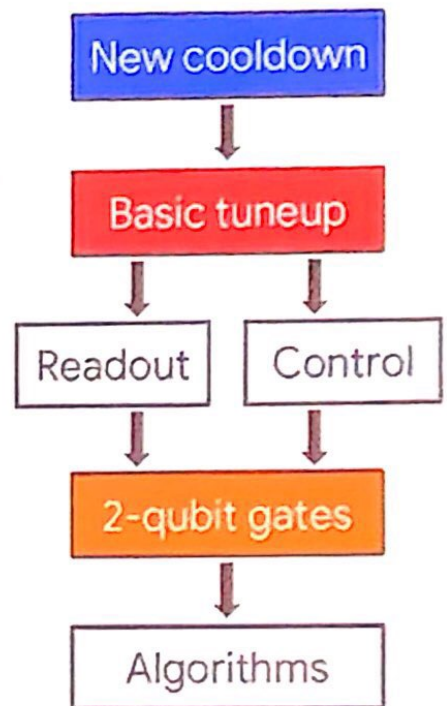 New cooldown
Basic tuneup
Readout
Control
2-qubit gates
Algorithms